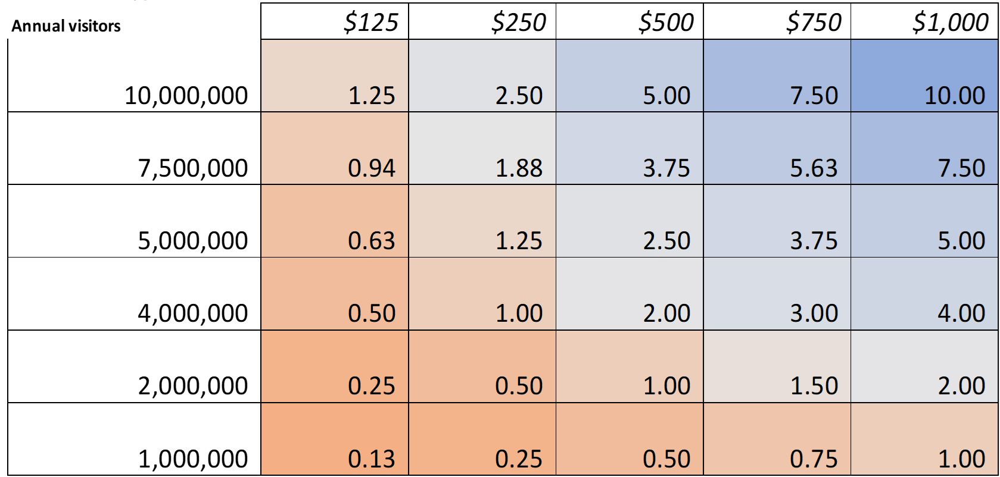 Annual visitors $125 $250 $500 $750 $1,000
10,000,000 1.25 2.50 5.00 7.50 10.00
7,500,000 0.94 1.88 3.75 5.63 7.50
5,000,000 0.63 1.25 2.50 3.75 5.00
4,000,000 0.50 1.00 2.00 3.00 4.00
2,000,000 0.25 0.50 1.00 1.50 2.00
1,000,000 0.13 0.25 0.50 0.75 1.00